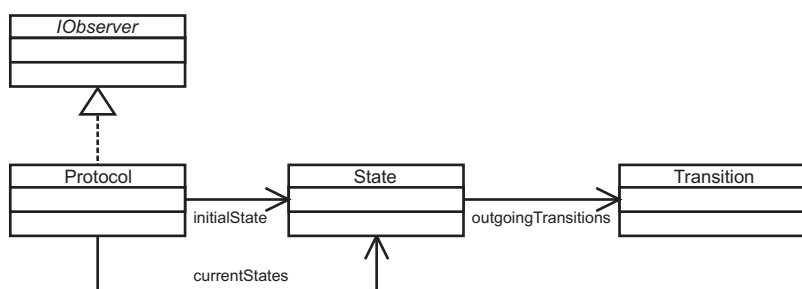 IObserver
Protocol
State
Transition
initialState
outgoingTransitions
currentStates